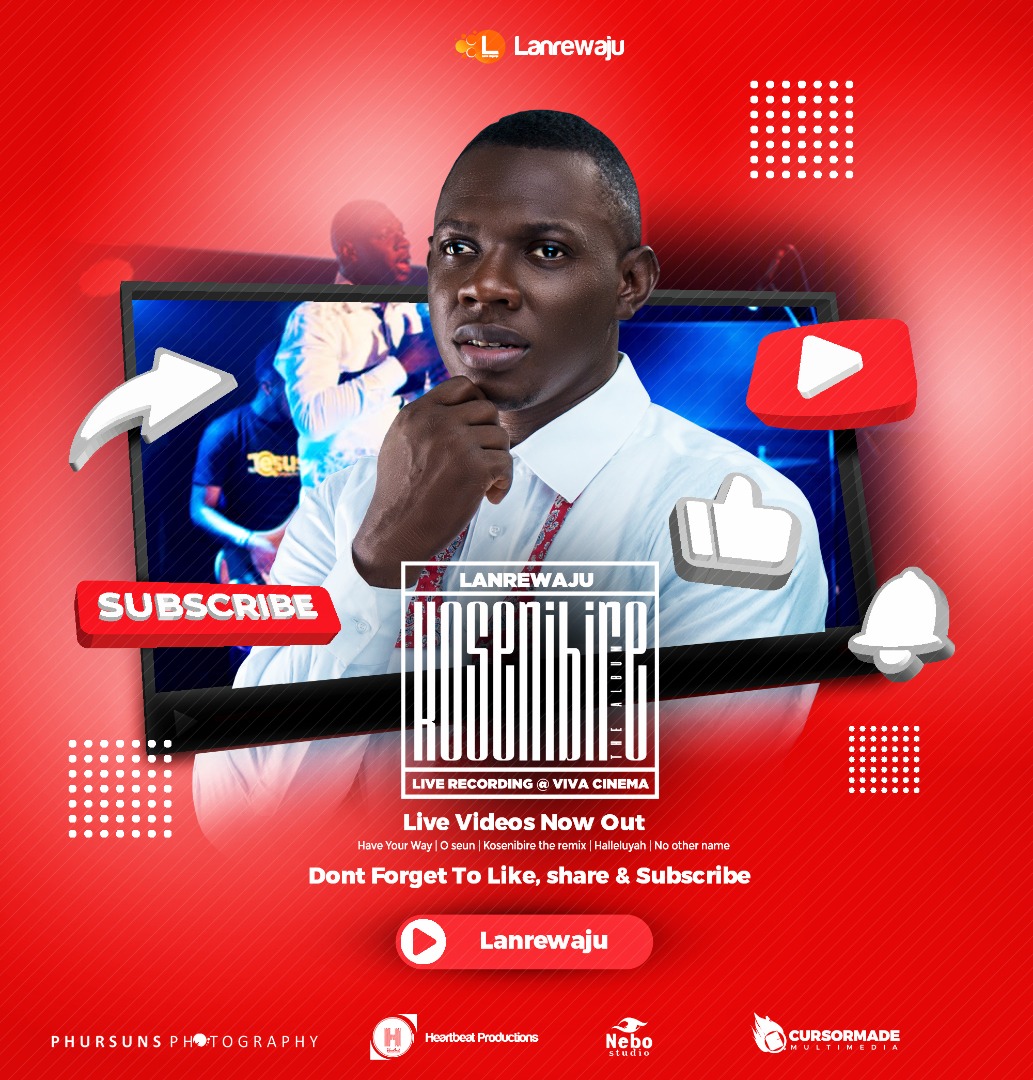 L Lanrewaju
Jesus
SUBSCRIBE
LANREWAJU
Kosenibire
THE ALBUM
LIVE RECORDING @ VIVA CINEMA
Live Videos Now Out
Have Your Way | O seun | Kosenibire the remix | Halleluyah | No other name
Dont Forget To Like, share & Subscribe
Lanrewaju
PHURSUNS PHOTOGRAPHY
H Heartbeat Productions
Nebo
studio
CURSORMADE
MULTIMEDIA